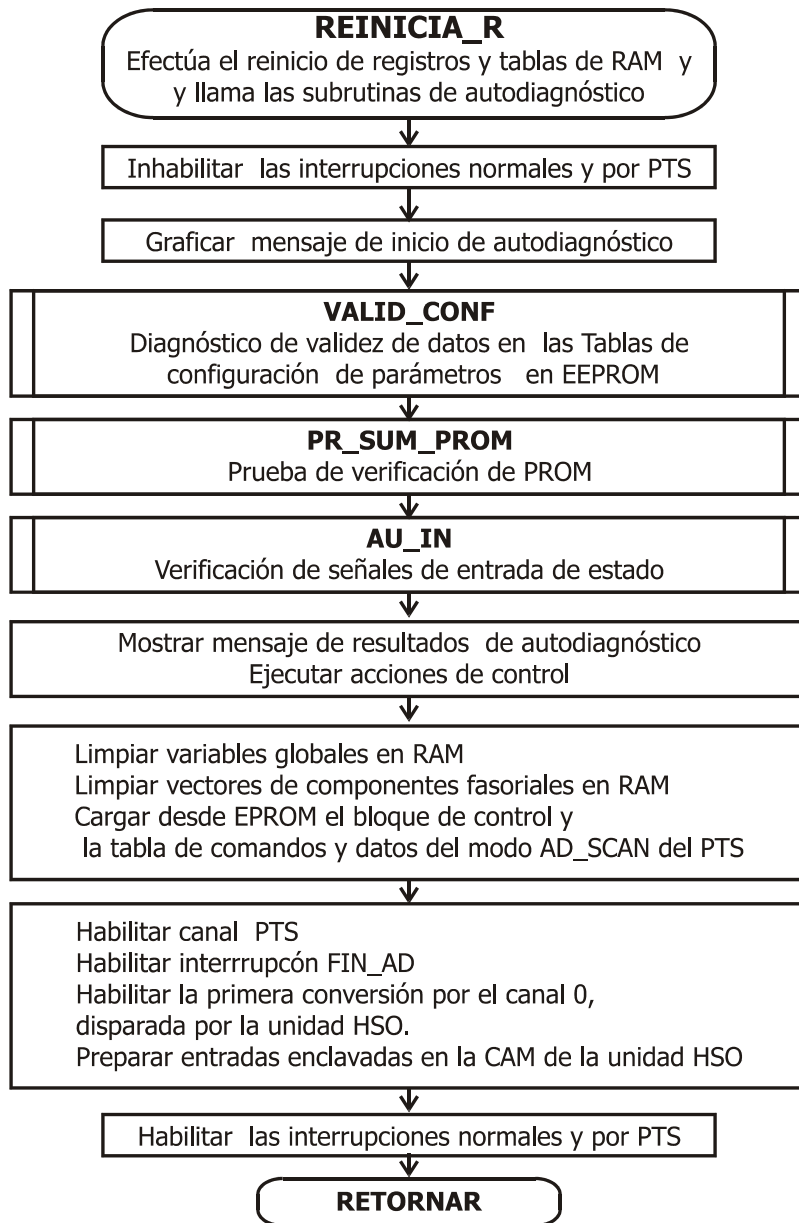 REINICIA_R
Efectúa el reinicio de registros y tablas de RAM y
y llama las subrutinas de autodiagnóstico
Inhabilitar las interrupciones normales y por PTS
Graficar mensaje de inicio de autodiagnóstico
VALID_CONF
Diagnóstico de validez de datos en las Tablas de
configuración de parámetros en EEPROM
PR_SUM_PROM
Prueba de verificación de PROM
AU_IN
Verificación de señales de entrada de estado
Mostrar mensaje de resultados de autodiagnóstico
Ejecutar acciones de control
Limpiar variables globales en RAM
Limpiar vectores de componentes fasoriales en RAM
Cargar desde EPROM el bloque de control y
la tabla de comandos y datos del modo AD_SCAN del PTS
Habilitar canal PTS
Habilitar interrrupcón FIN_AD
Habilitar la primera conversión por el canal 0,
disparada por la unidad HSO.
Preparar entradas enclavadas en la CAM de la unidad HSO
Habilitar las interrupciones normales y por PTS
RETORNAR